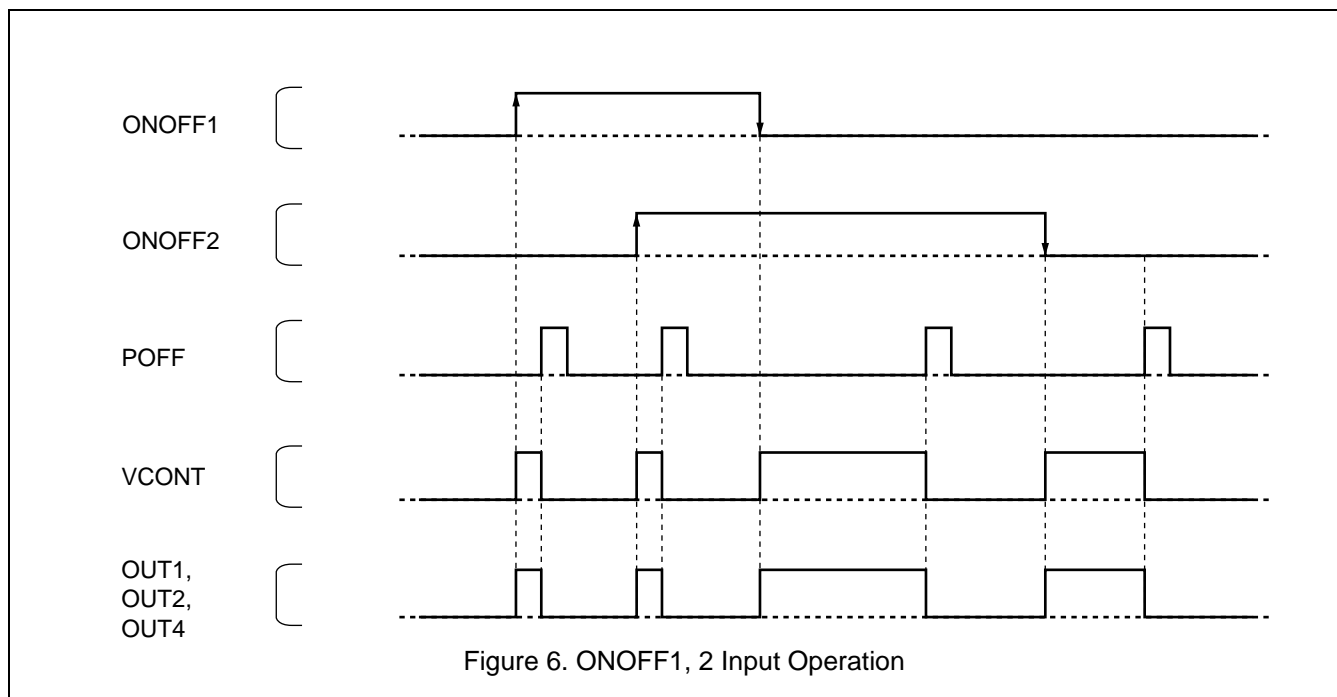 ONOFF1
ONOFF2
POFF
VCONT
OUT1,
OUT2,
OUT4
Figure 6. ONOFF1, 2 Input Operation